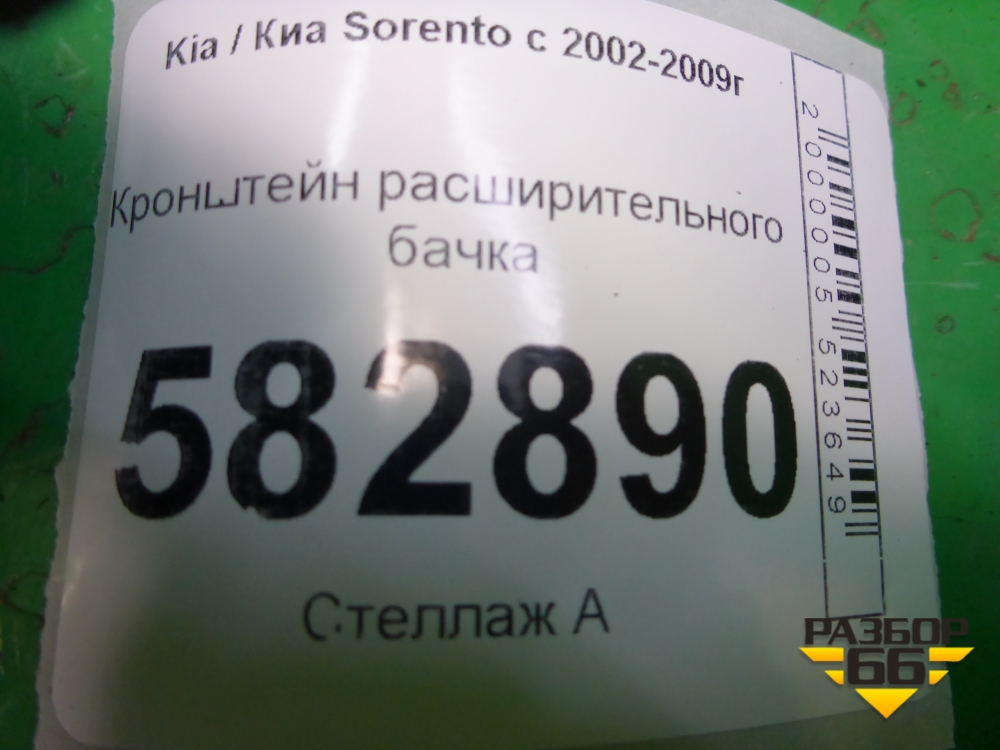 Kia / Киа Sorento с 2002-2009г
Кронштейн расширительного
бачка
582890
Стеллаж А
2000005523649
РАЗБОР
66